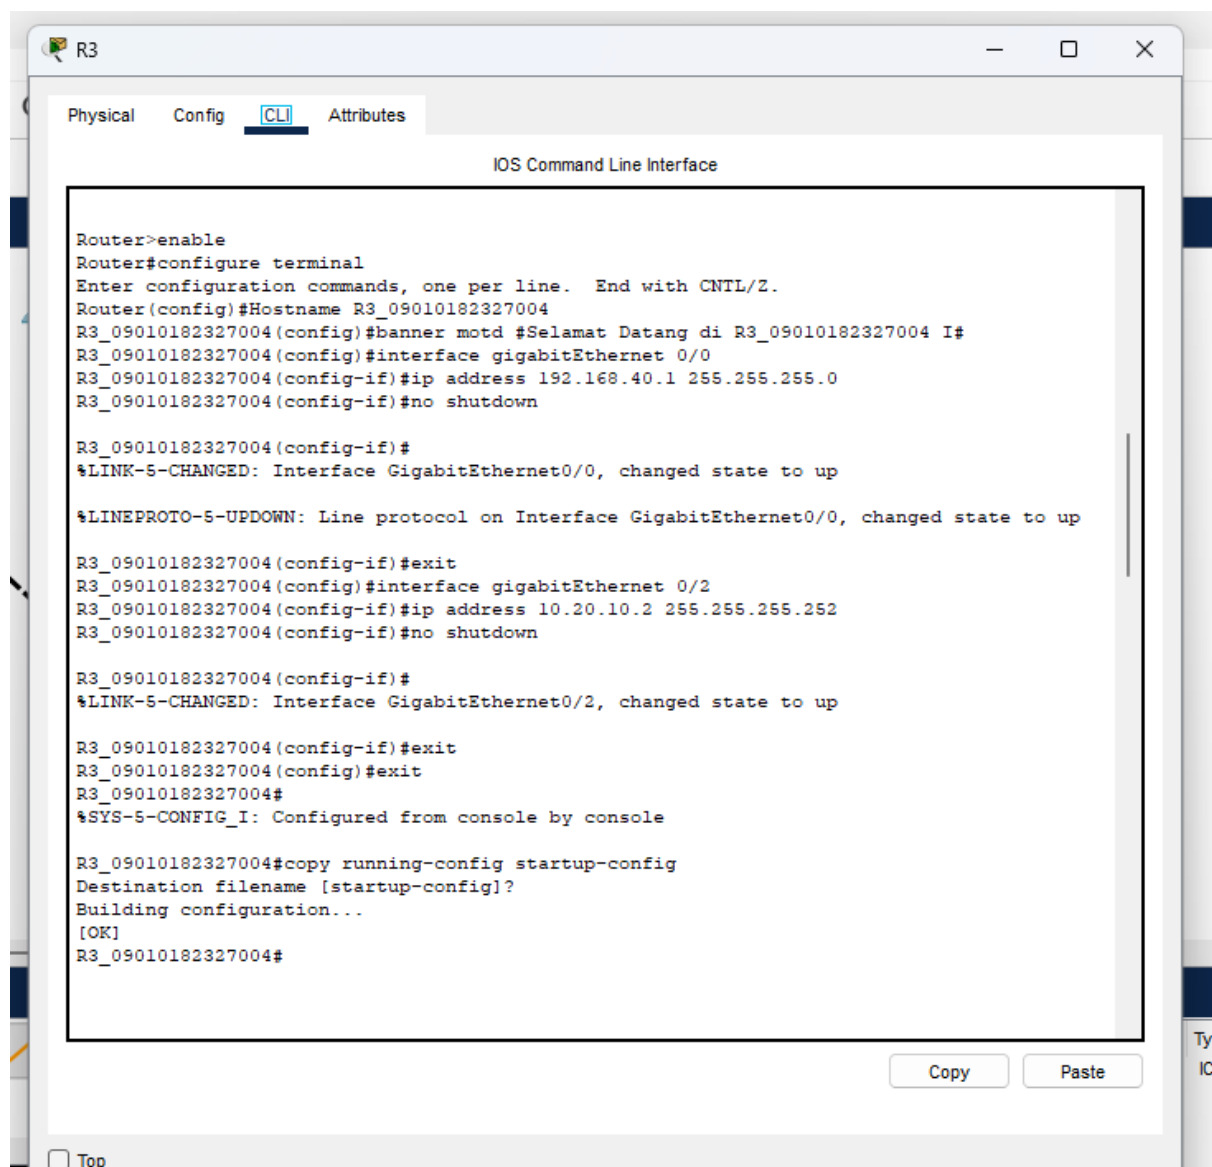 R3
Physical Config CLI Attributes
IOS Command Line Interface
Router>enable
Router#configure terminal
Enter configuration commands, one per line.  End with CNTL/Z.
Router(config)#Hostname R3_09010182327004
R3_09010182327004(config)#banner motd #Selamat Datang di R3_09010182327004 I#
R3_09010182327004(config)#interface gigabitEthernet 0/0
R3_09010182327004(config-if)#ip address 192.168.40.1 255.255.255.0
R3_09010182327004(config-if)#no shutdown
R3_09010182327004(config-if)#
%LINK-5-CHANGED: Interface GigabitEthernet0/0, changed state to up
%LINEPROTO-5-UPDOWN: Line protocol on Interface GigabitEthernet0/0, changed state to up
R3_09010182327004(config-if)#exit
R3_09010182327004(config)#interface gigabitEthernet 0/2
R3_09010182327004(config-if)#ip address 10.20.10.2 255.255.255.252
R3_09010182327004(config-if)#no shutdown
R3_09010182327004(config-if)#
%LINK-5-CHANGED: Interface GigabitEthernet0/2, changed state to up
R3_09010182327004(config-if)#exit
R3_09010182327004(config)#exit
R3_09010182327004#
%SYS-5-CONFIG_I: Configured from console by console
R3_09010182327004#copy running-config startup-config
Destination filename [startup-config]?
Building configuration...
[OK]
R3_09010182327004#
Copy Paste
Top